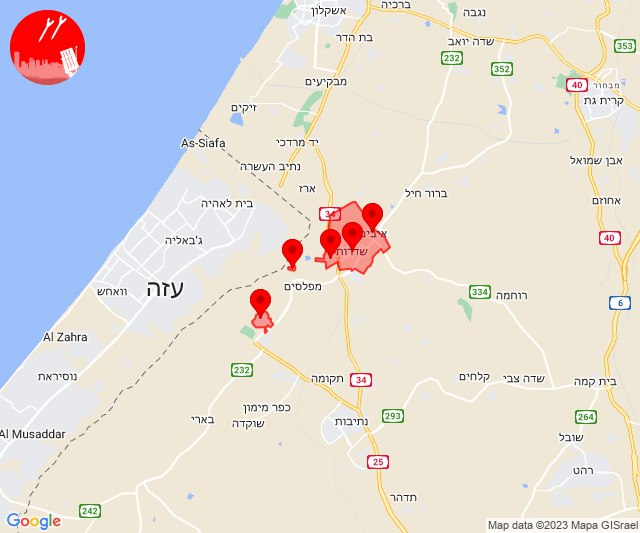 ברכיה
נגבה
אשקלון
בת הדר
שדה יואב
353
232
352
מבקיעים
40
מבחור
קרית גת
זיקים
יד מרדכי
As-Siafa
נתיב העשרה
אבן שמואל
ארז
ברור חיל
אחוזם
בית לאהיה
34
איבים
ג'באליה
40
שדרות
עזה
וואחש
מפלסים
334
רוחמה
6
Al Zahra
נוסיראת
232
תקומה
34
קלחים
שדה צבי
בית קמה
כפר מימון
שוקדה
בארי
נתיבות
293
264
Al Musaddar
שובל
25
רהט
תדהר
242
Google
Map data ©2023 Mapa GISrael